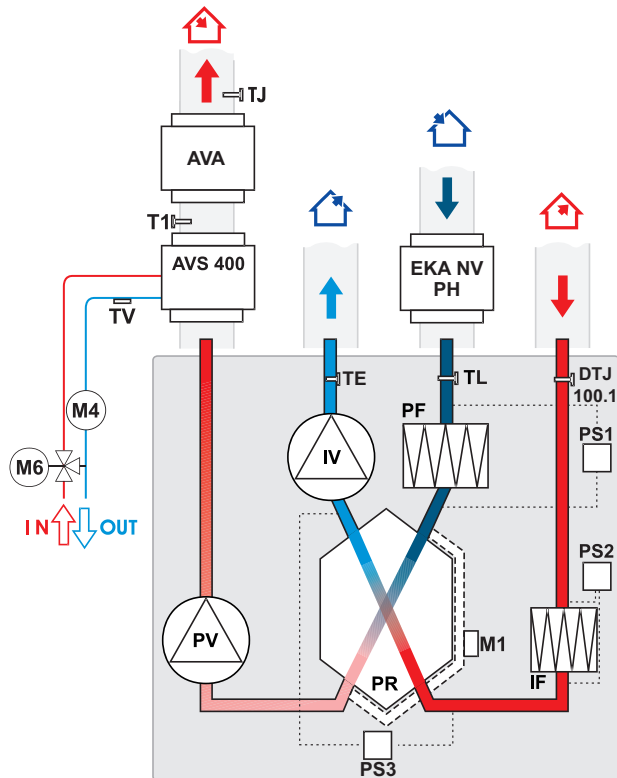 TJ
AVA
T1
AVS 400
EKA NV
PH
TV
TE
TL
DTJ
100.1
PF
M4
IV
PS1
M6
IN
OUT
PS2
PV
M1
PR
IF
PS3